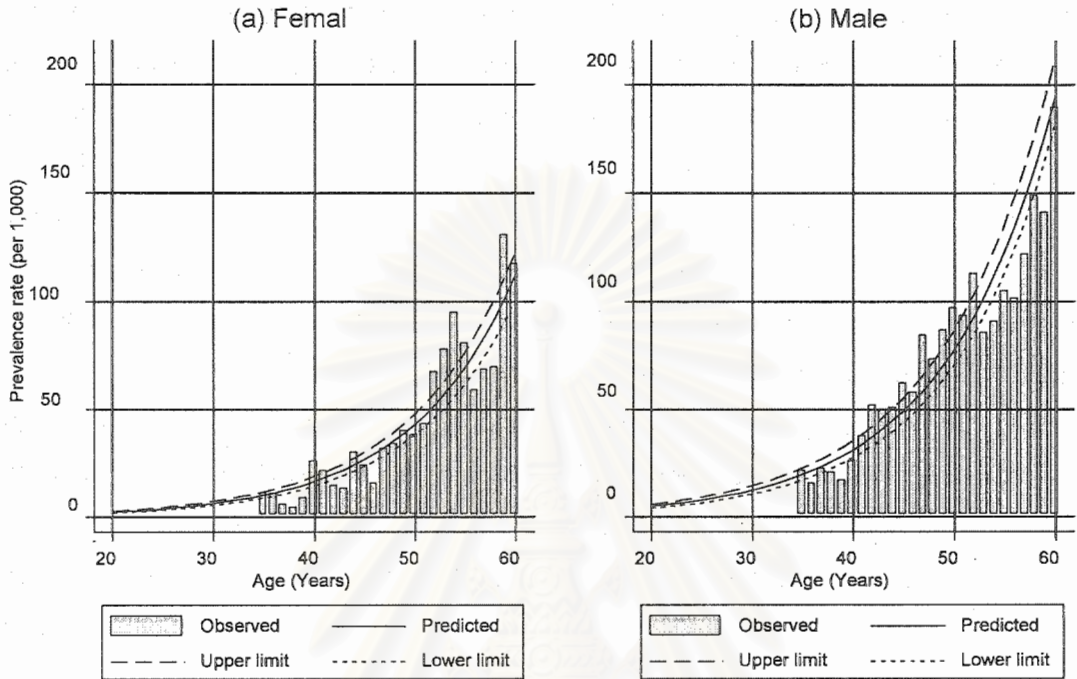 (a) Femal
(b) Male
Prevalence rate (per 1,000)
200
150
100
50
0
20 30 40 50 60
Age (Years)
200
150
100
50
0
20 30 40 50 60
Age (Years)
Observed Predicted
Upper limit Lower limit
Observed Predicted
Upper limit Lower limit